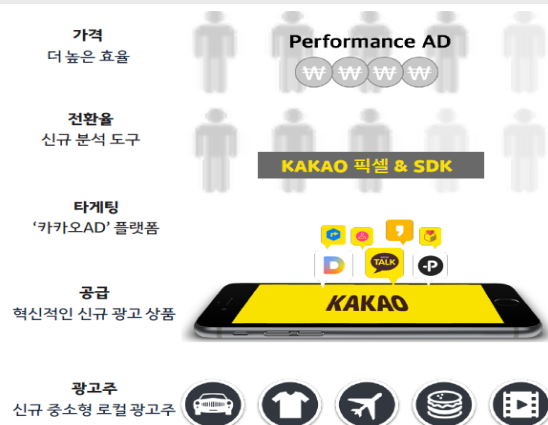 가격
더 높은 효율
Performance AD
₩ ₩ ₩ ₩
전환율
신규 분석 도구
KAKAO 픽셀 & SDK
타게팅
‘카카오AD’ 플랫폼
D
TALK
P
공급
혁신적인 신규 광고 상품
KAKAO
광고주
신규 중소형 로컬 광고주